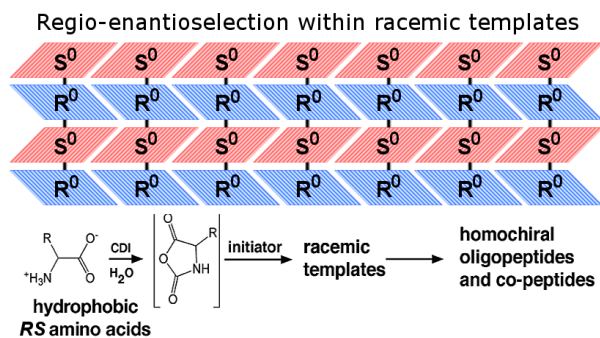 Regio-enantioselection within racemic templates
S⁰ S⁰ S⁰ S⁰ S⁰ S⁰ S⁰
R⁰ R⁰ R⁰ R⁰ R⁰ R⁰ R⁰
S⁰ S⁰ S⁰ S⁰ S⁰ S⁰ S⁰
R⁰ R⁰ R⁰ R⁰ R⁰ R⁰ R⁰
R O⁻ ⁺H₃N O
CDI
H₂O
O R O NH O
initiator
racemic
templates
homochiral
oligopeptides
and co-peptides
hydrophobic
RS amino acids